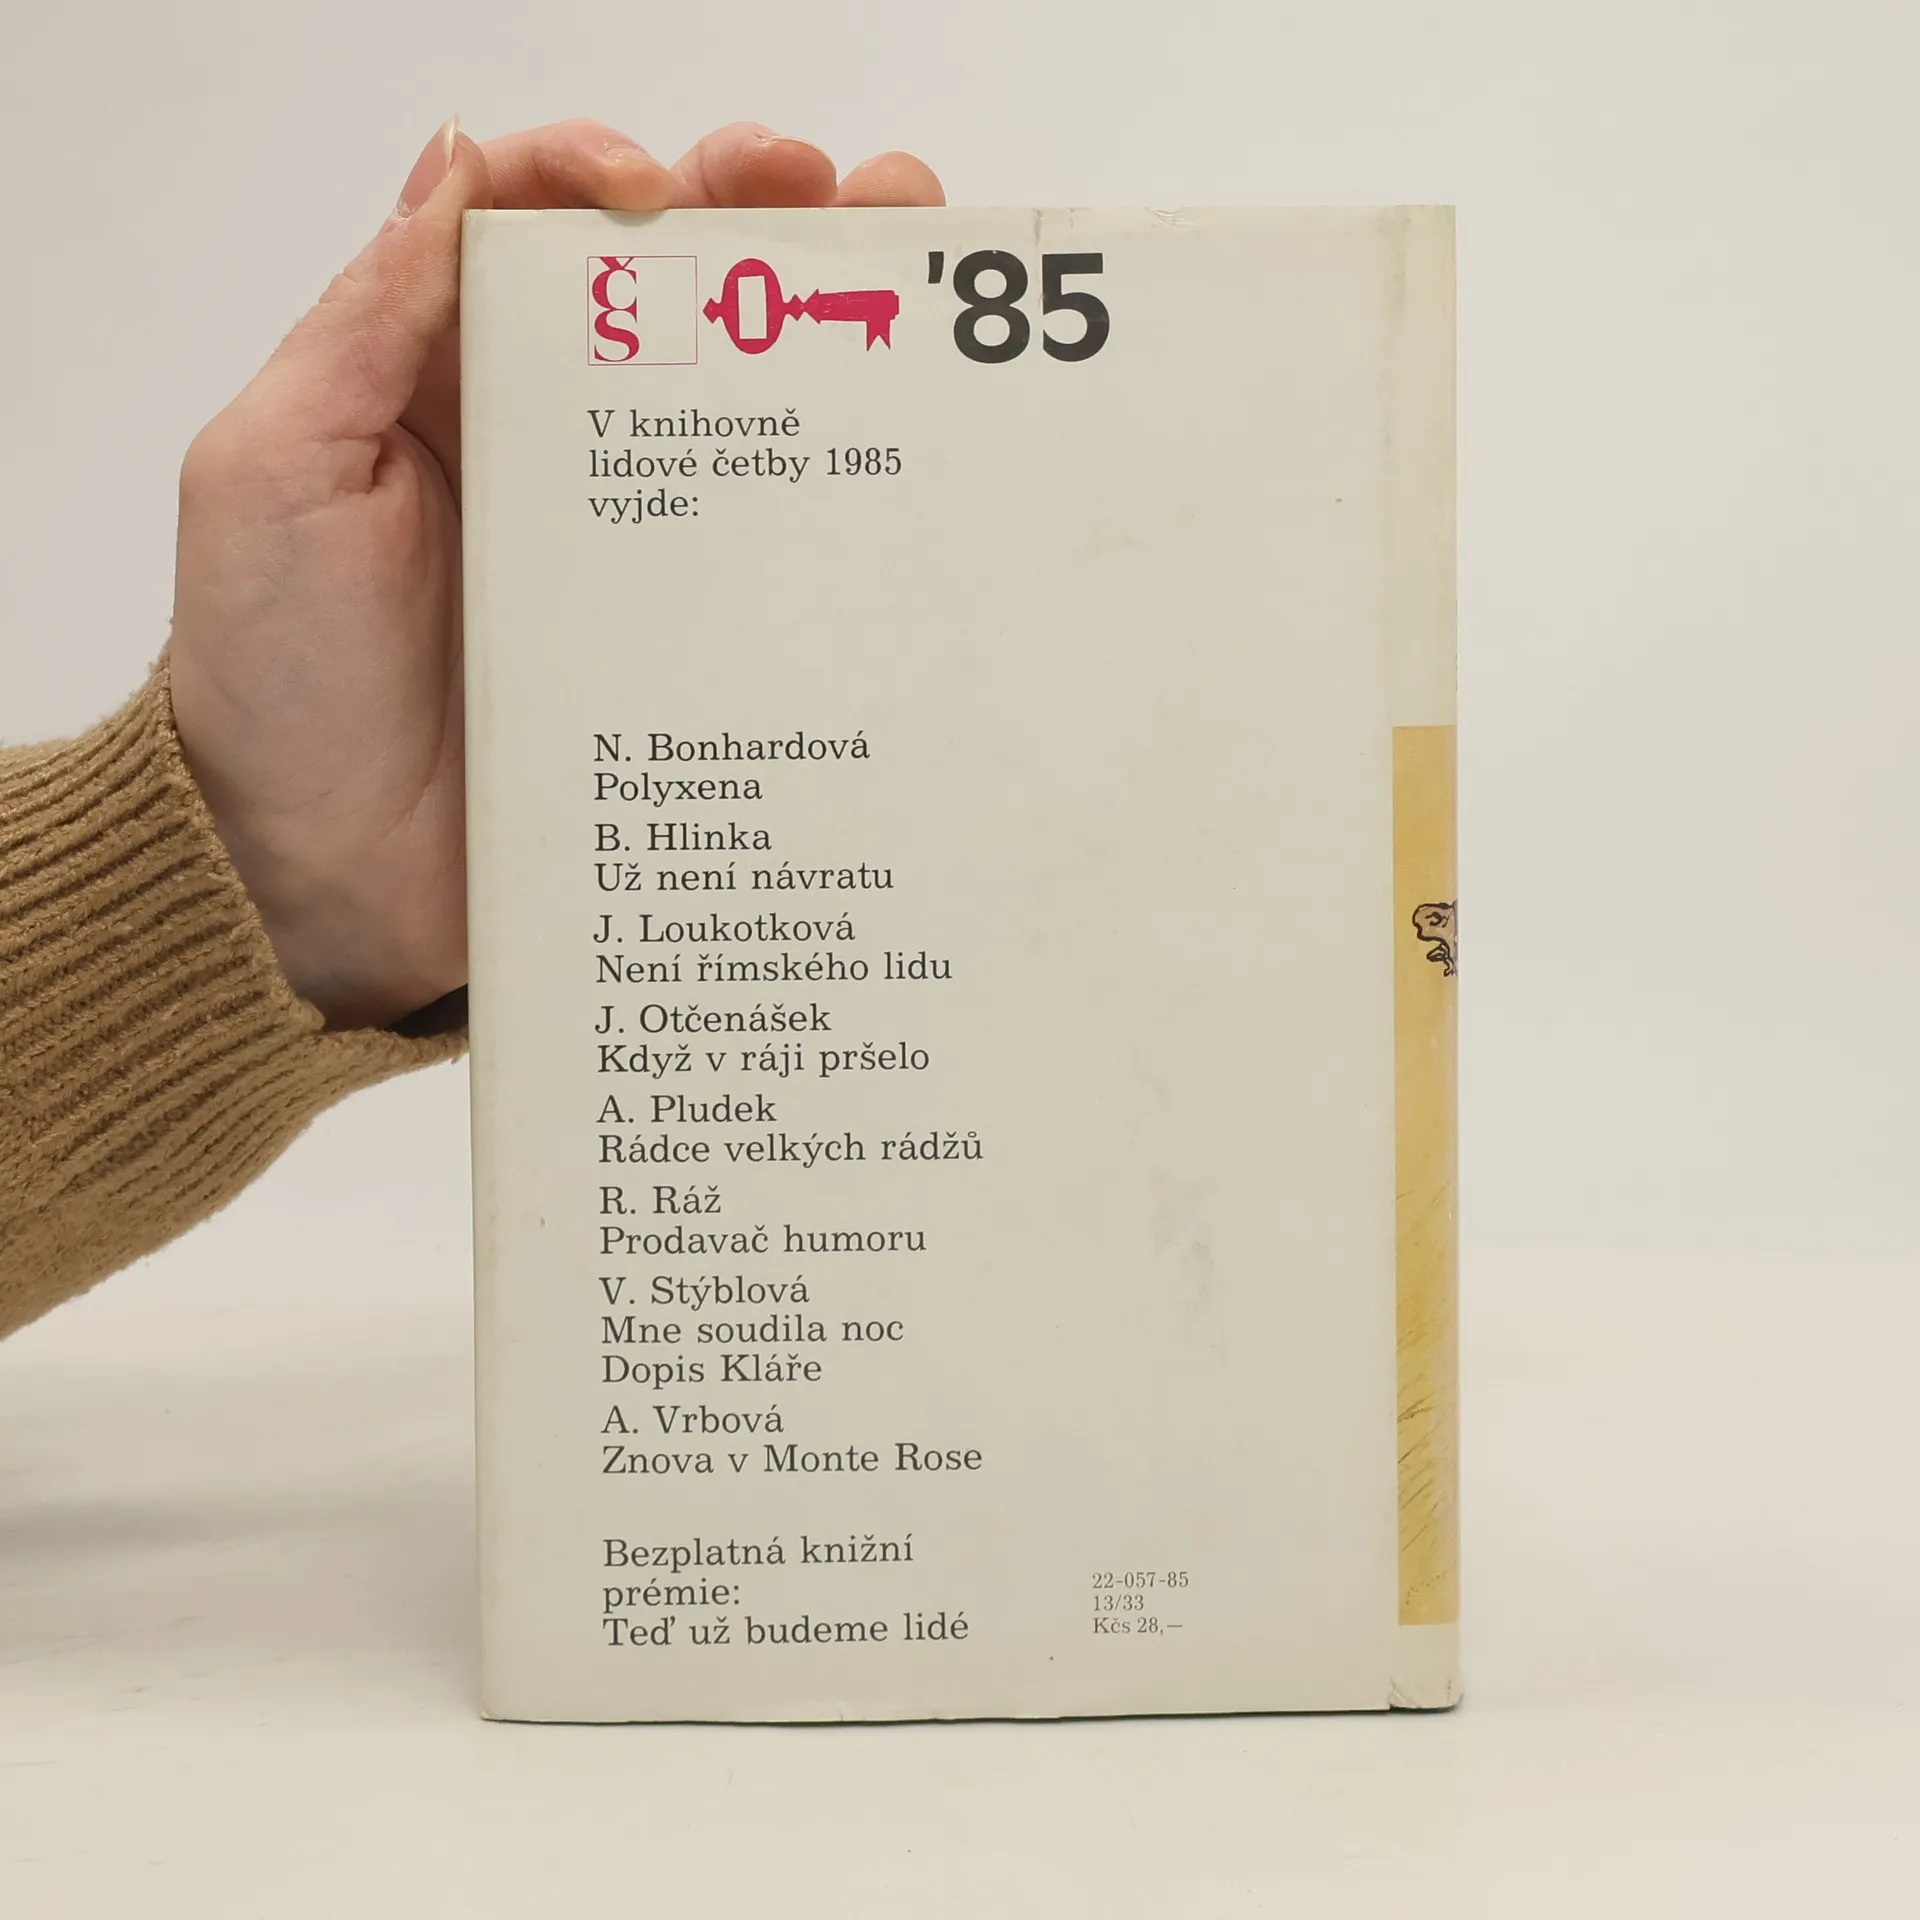 ČS
'85
V knihovně
lidové četby 1985
vyjde:
N. Bonhardová
Polyxena
B. Hlinka
Už není návratu
J. Loukotková
Není římského lidu
J. Otčenášek
Když v ráji pršelo
A. Pludek
Rádce velkých rádžů
R. Ráž
Prodavač humoru
V. Stýblová
Mne soudila noc
Dopis Kláře
A. Vrbová
Znova v Monte Rose
Bezplatná knižní
prémie:
Teď už budeme lidé
22-057-85
13/33
Kčs 28,—